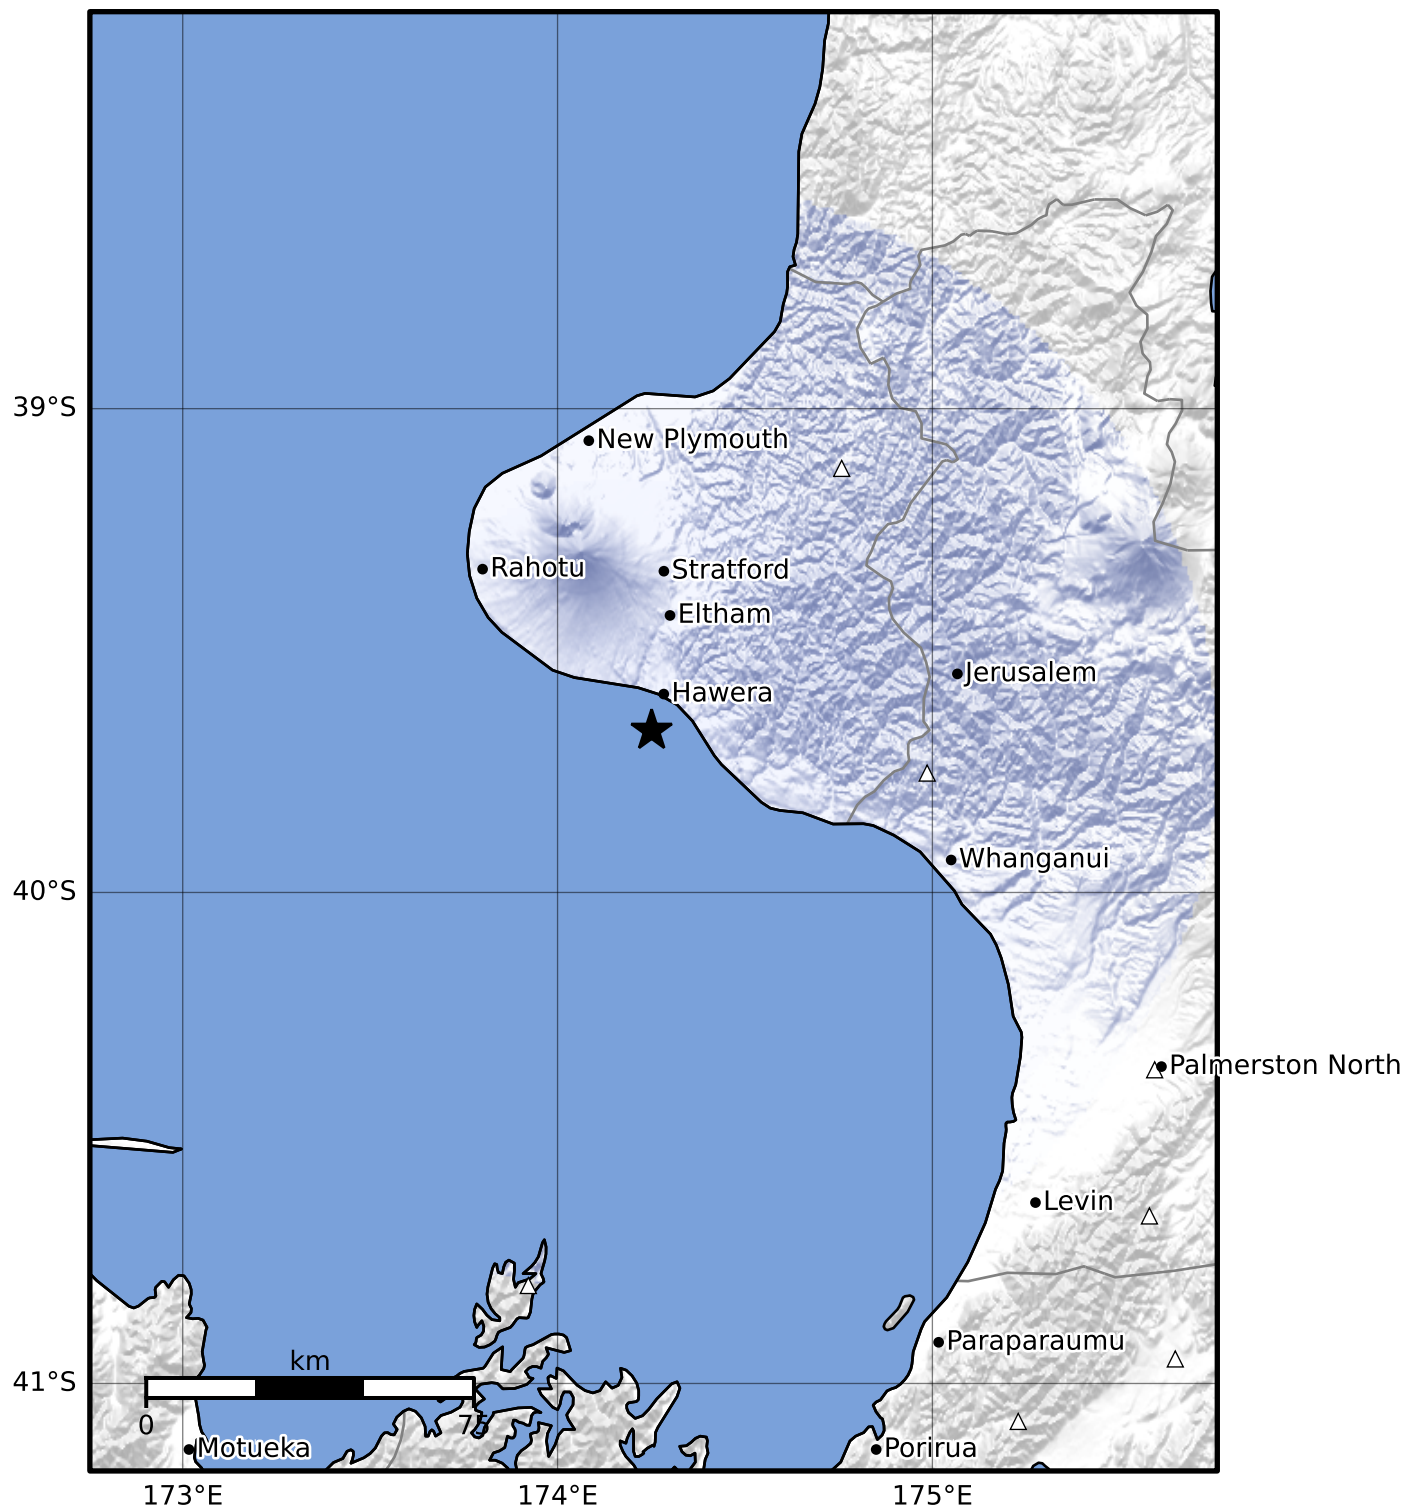 39°S
New Plymouth
Rahotu
Stratford
Eltham
Jerusalem
Hawera
Whanganui
40°S
Palmerston North
Levin
Paraparaumu
km
41°S
0
75
Motueka
Porirua
173°E
174°E
175°E